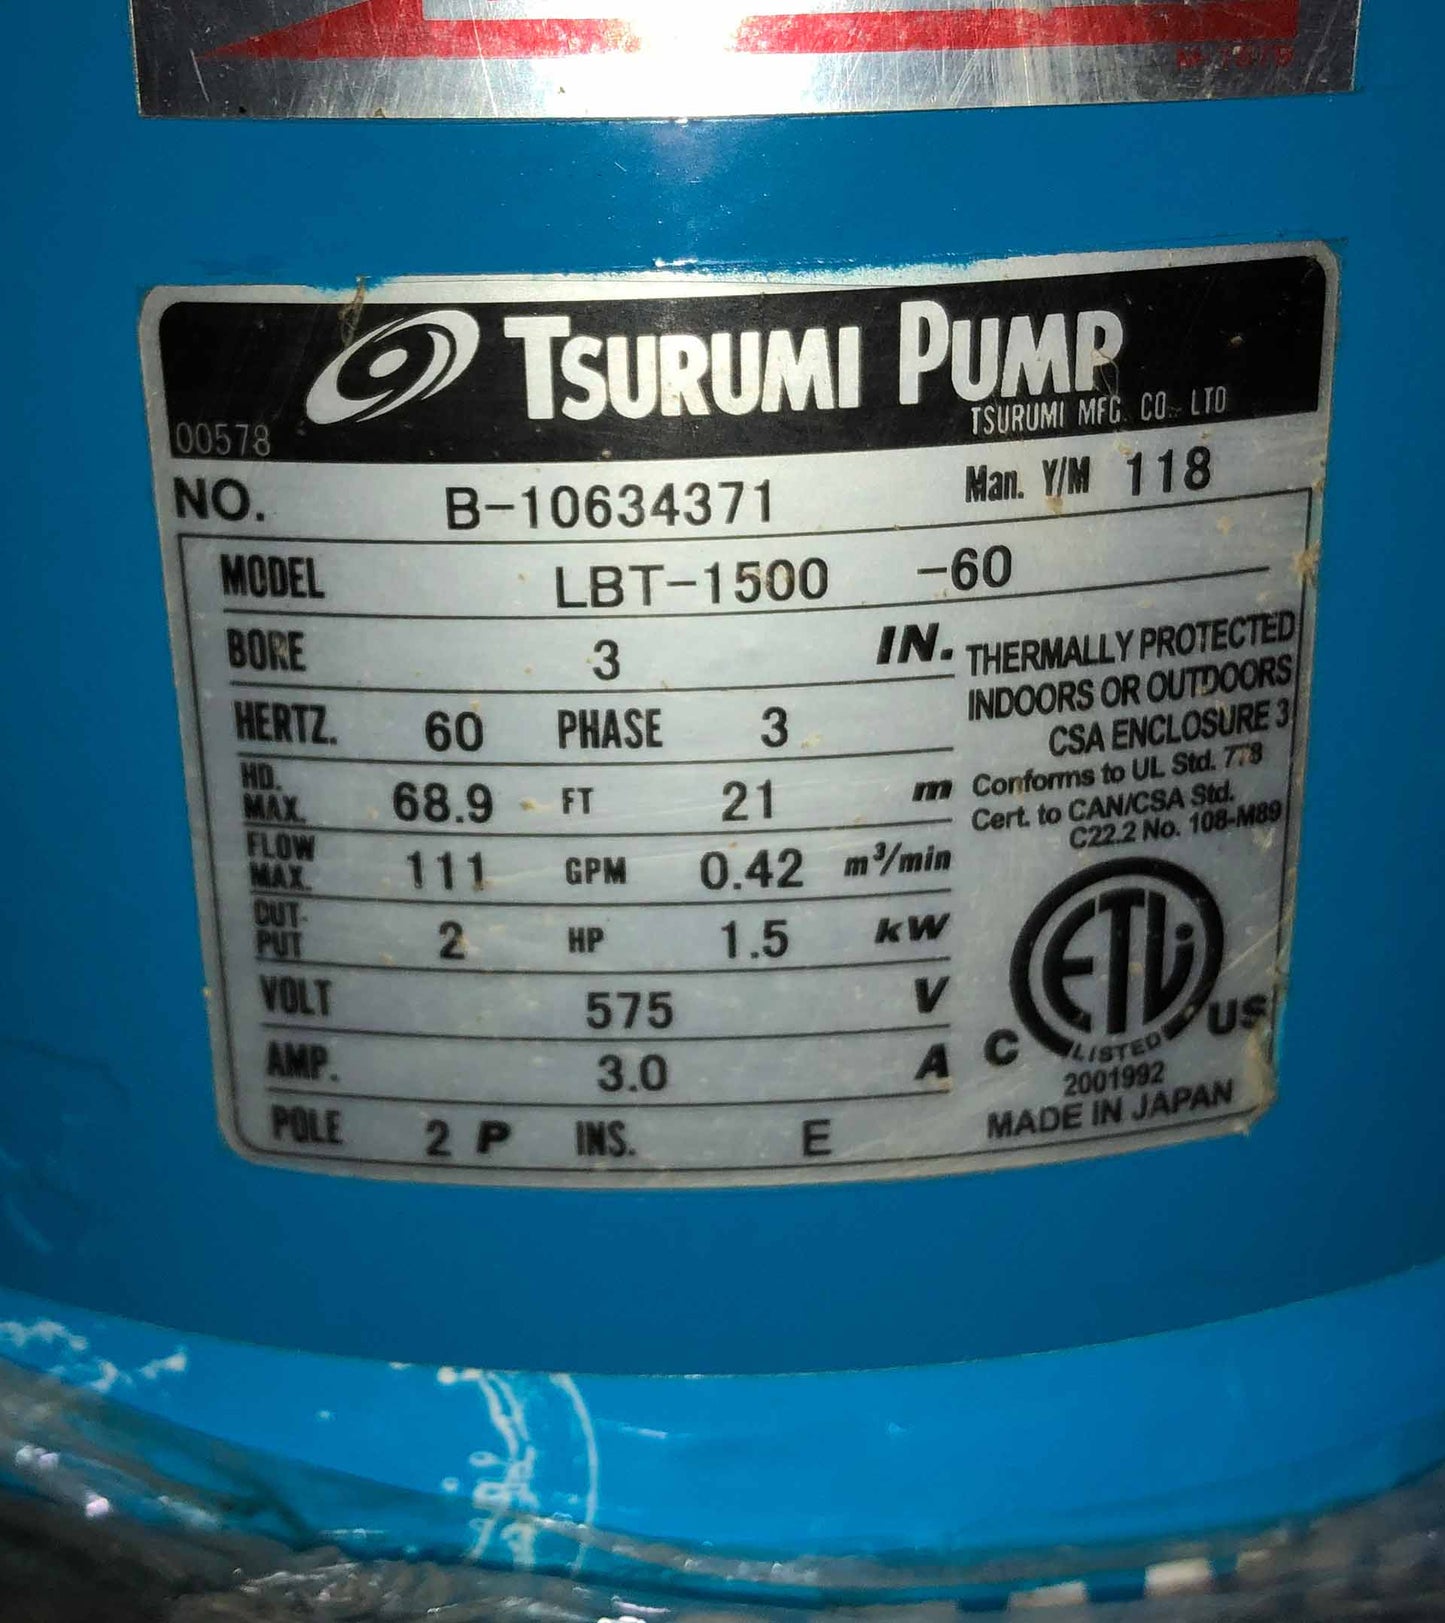 TSURUMI PUMP
TSURUMI MFG. CO. LTD
00578
NO. B-10634371 Man. Y/M 118
MODEL LBT-1500 -60
BORE 3 IN.
HERTZ. 60 PHASE 3
HD. MAX. 68.9 FT 21 m
FLOW MAX. 111 GPM 0.42 m³/min
OUT-PUT 2 HP 1.5 kW
VOLT 575 V
AMP. 3.0 A
POLE 2 P INS. E
THERMALLY PROTECTED
INDOORS OR OUTDOORS
CSA ENCLOSURE 3
Conforms to UL Std. 778
Cert. to CAN/CSA Std.
C22.2 No. 108-M89
ETL
C LISTED US
2001992
MADE IN JAPAN